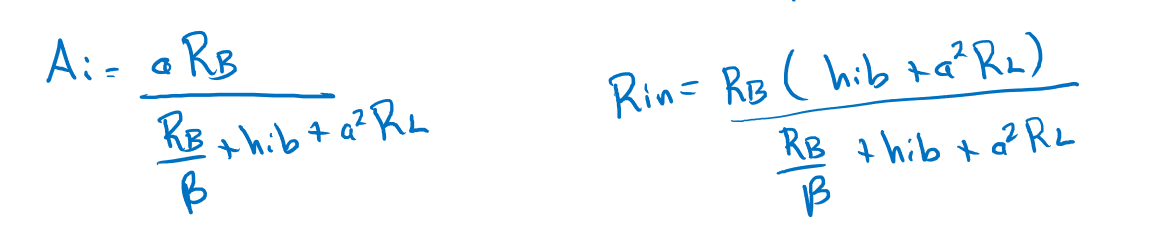 Ai = aRB / (RB/β + hib + a²RL)
Rin = RB (hib + a²RL) / (RB/β + hib + a²RL)